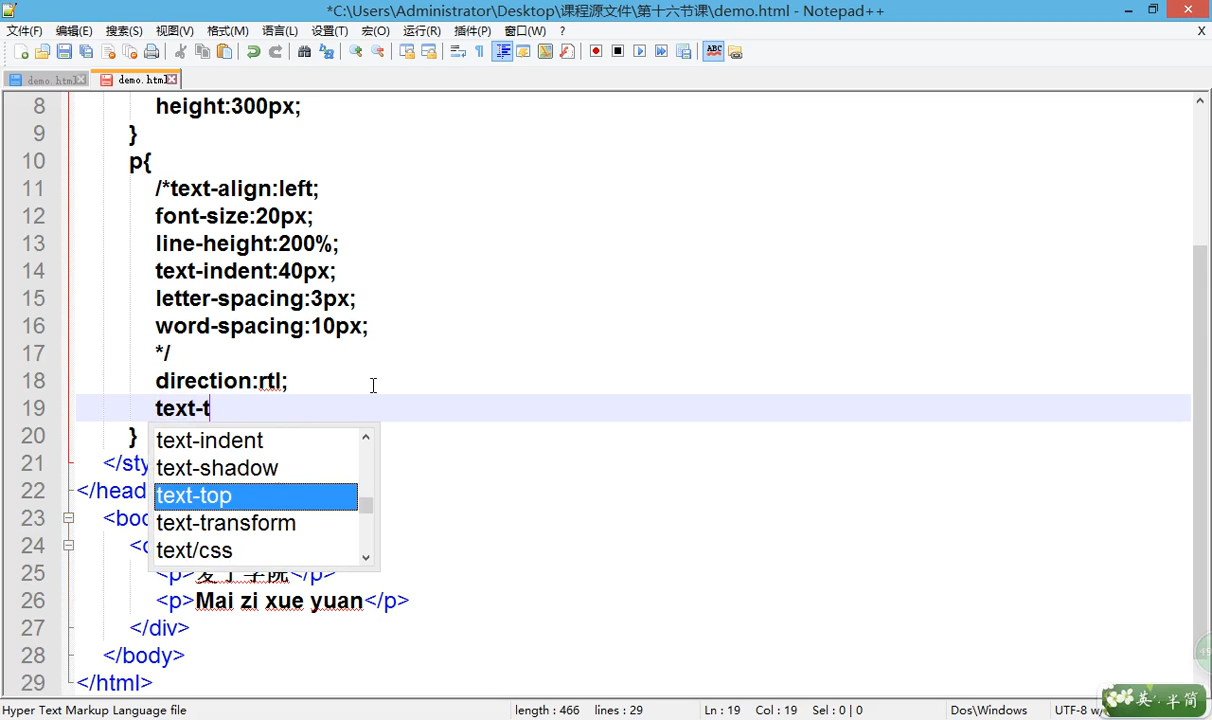 *C:\Users\Administrator\Desktop\课程源文件\第十六节课\demo.html - Notepad++
文件(F) 编辑(E) 搜索(S) 视图(V) 格式(M) 语言(L) 设置(T) 宏(O) 运行(R) 插件(P) 窗口(W) ? X
ABC
demo.html demo.html
8 height:300px;
9 }
10 p{
11 /*text-align:left;
12 font-size:20px;
13 line-height:200%;
14 text-indent:40px;
15 letter-spacing:3px;
16 word-spacing:10px;
17 */
18 direction:rtl;
19 text-t
20 }
text-indent
21 </sty
text-shadow
22 </head
text-top
23 <bod
text-transform
24 <d
text/css
25 <p>麦子学院</p>
26 <p>Mai zi xue yuan</p>
27 </div>
28 </body>
29 </html>
Hyper Text Markup Language file length : 466 lines : 29 Ln : 19 Col : 19 Sel : 0 | 0 Dos\Windows UTF-8 w/
英 半 简